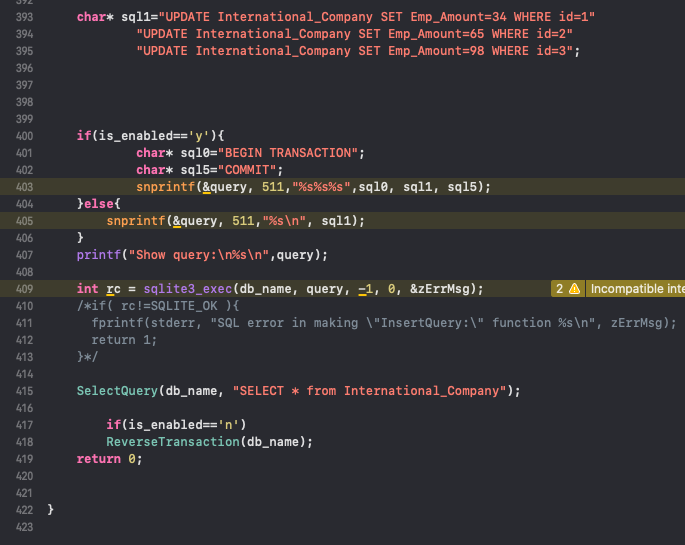 392
393 char* sql1="UPDATE International_Company SET Emp_Amount=34 WHERE id=1"
394 "UPDATE International_Company SET Emp_Amount=65 WHERE id=2"
395 "UPDATE International_Company SET Emp_Amount=98 WHERE id=3";
396
397
398
399
400 if(is_enabled=='y'){
401 char* sql0="BEGIN TRANSACTION";
402 char* sql5="COMMIT";
403 snprintf(&query, 511,"%s%s%s",sql0, sql1, sql5);
404 }else{
405 snprintf(&query, 511,"%s\n", sql1);
406 }
407 printf("Show query:\n%s\n",query);
408
409 int rc = sqlite3_exec(db_name, query, -1, 0, &zErrMsg); 2 Incompatible inte
410 /*if( rc!=SQLITE_OK ){
411 fprintf(stderr, "SQL error in making \"InsertQuery:\" function %s\n", zErrMsg);
412 return 1;
413 }*/
414
415 SelectQuery(db_name, "SELECT * from International_Company");
416
417 if(is_enabled=='n')
418 ReverseTransaction(db_name);
419 return 0;
420
421
422 }
423